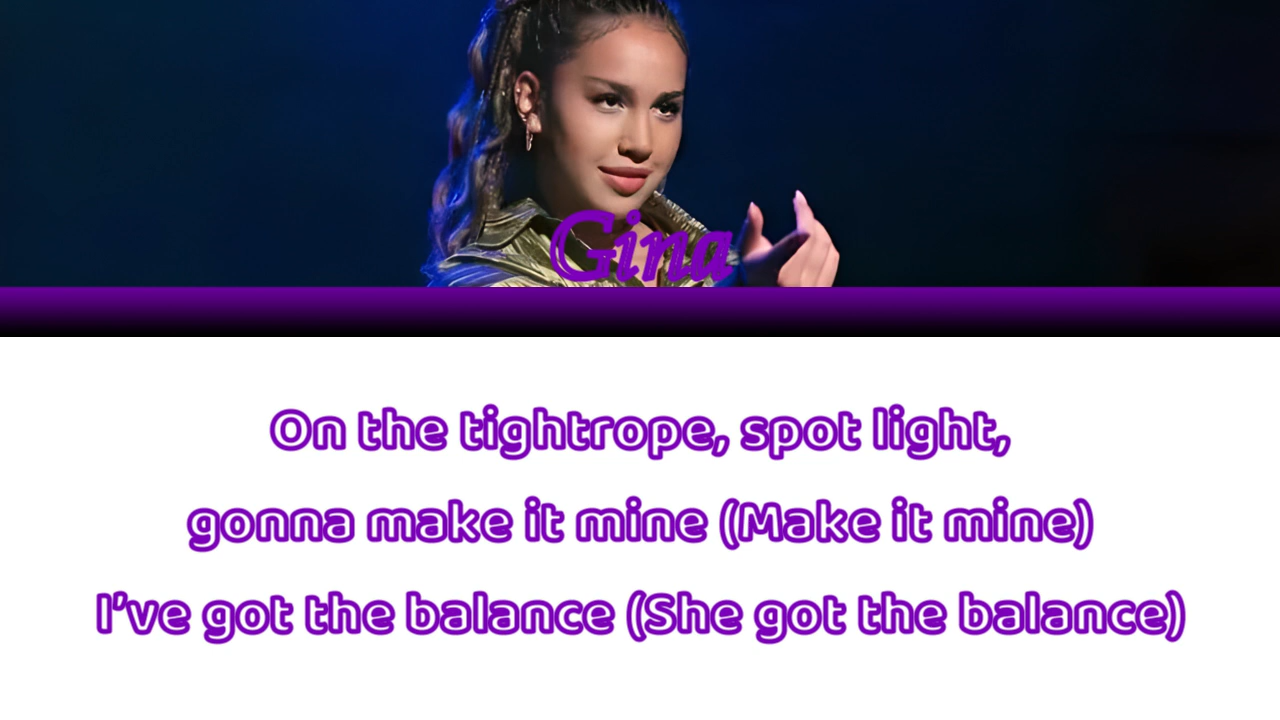 Gina
On the tightrope, spot light,
gonna make it mine (Make it mine)
I've got the balance (She got the balance)